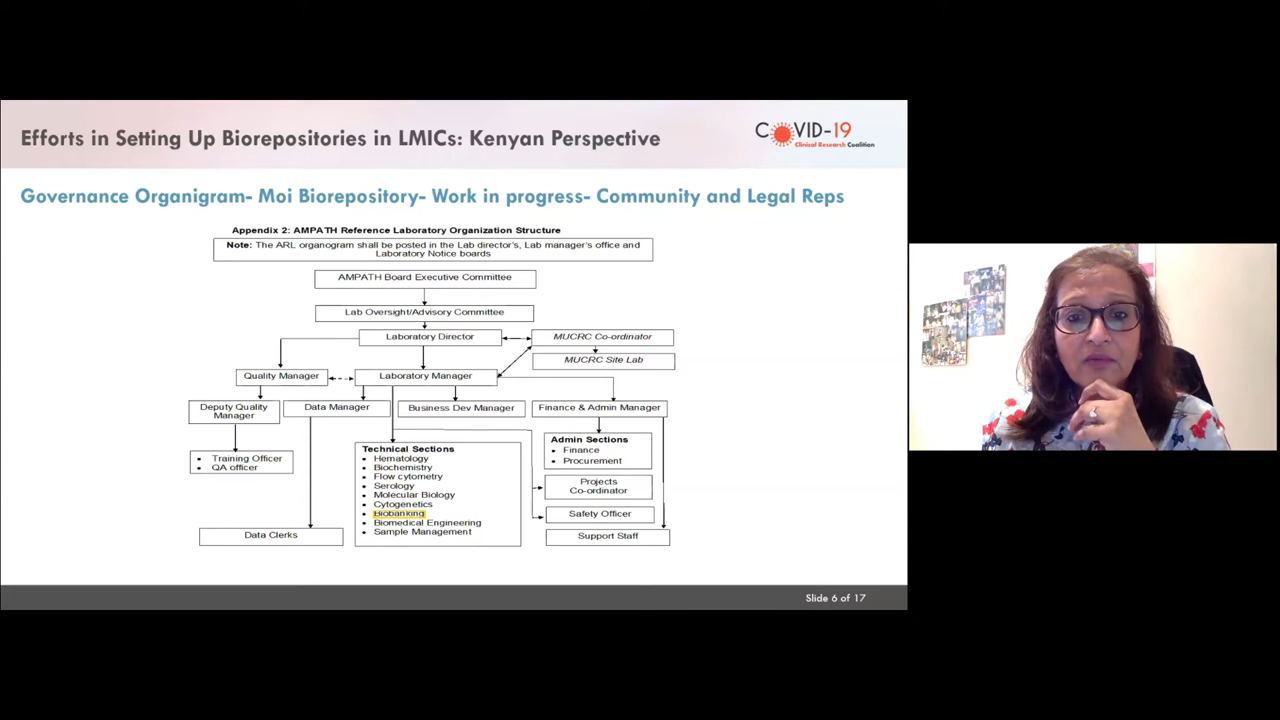 Efforts in Setting Up Biorepositories in LMICs: Kenyan Perspective
COVID-19
Clinical Research Coalition
Governance Organigram- Moi Biorepository- Work in progress- Community and Legal Reps
Appendix 2: AMPATH Reference Laboratory Organization Structure
Note: The ARL organogram shall be posted in the Lab director's, Lab manager's office and
Laboratory Notice boards
AMPATH Board Executive Committee
Lab Oversight/Advisory Committee
Laboratory Director
MUCRC Co-ordinator
MUCRC Site Lab
Quality Manager
Laboratory Manager
Deputy Quality
Manager
Data Manager
Business Dev Manager
Finance & Admin Manager
• Training Officer
• QA officer
Technical Sections
• Hematology
• Biochemistry
• Flow cytometry
• Serology
• Molecular Biology
• Cytogenetics
• Biobanking
• Biomedical Engineering
• Sample Management
Admin Sections
• Finance
• Procurement
Projects
Co-ordinator
Safety Officer
Data Clerks
Support Staff
Slide 6 of 17